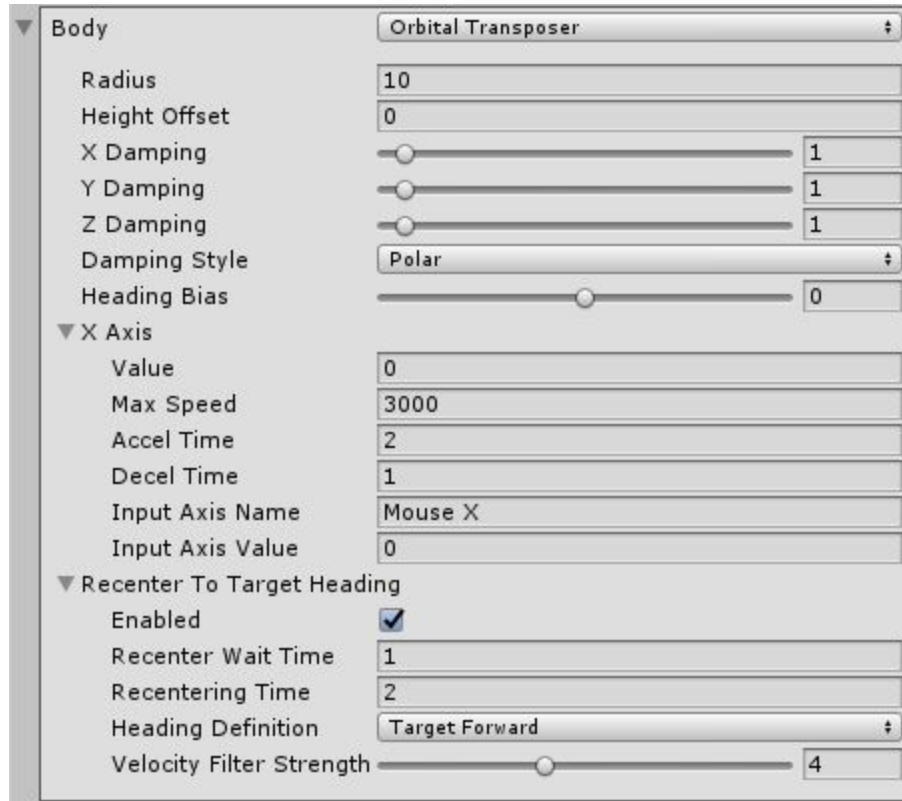 Body Orbital Transposer
Radius 10
Height Offset 0
X Damping 1
Y Damping 1
Z Damping 1
Damping Style Polar
Heading Bias 0
X Axis
Value 0
Max Speed 3000
Accel Time 2
Decel Time 1
Input Axis Name Mouse X
Input Axis Value 0
Recenter To Target Heading
Enabled
Recenter Wait Time 1
Recentering Time 2
Heading Definition Target Forward
Velocity Filter Strength 4